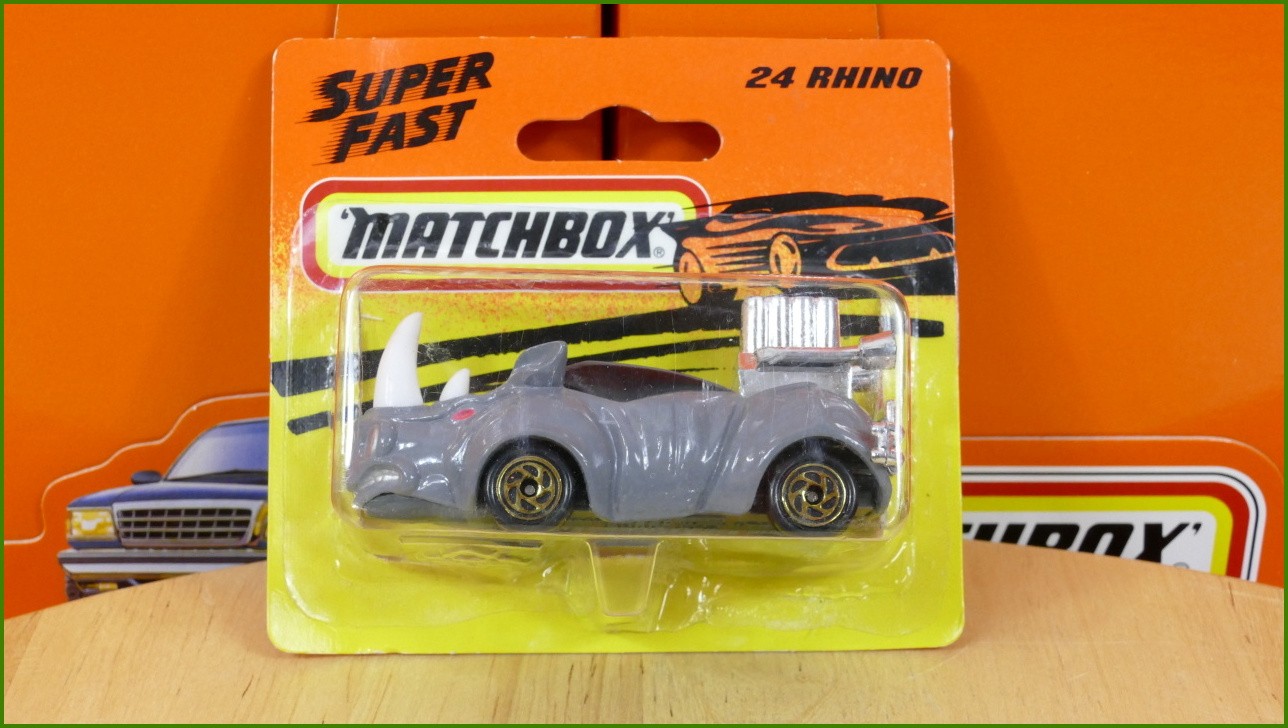 SUPER
FAST
24 RHINO
'MATCHBOX'®